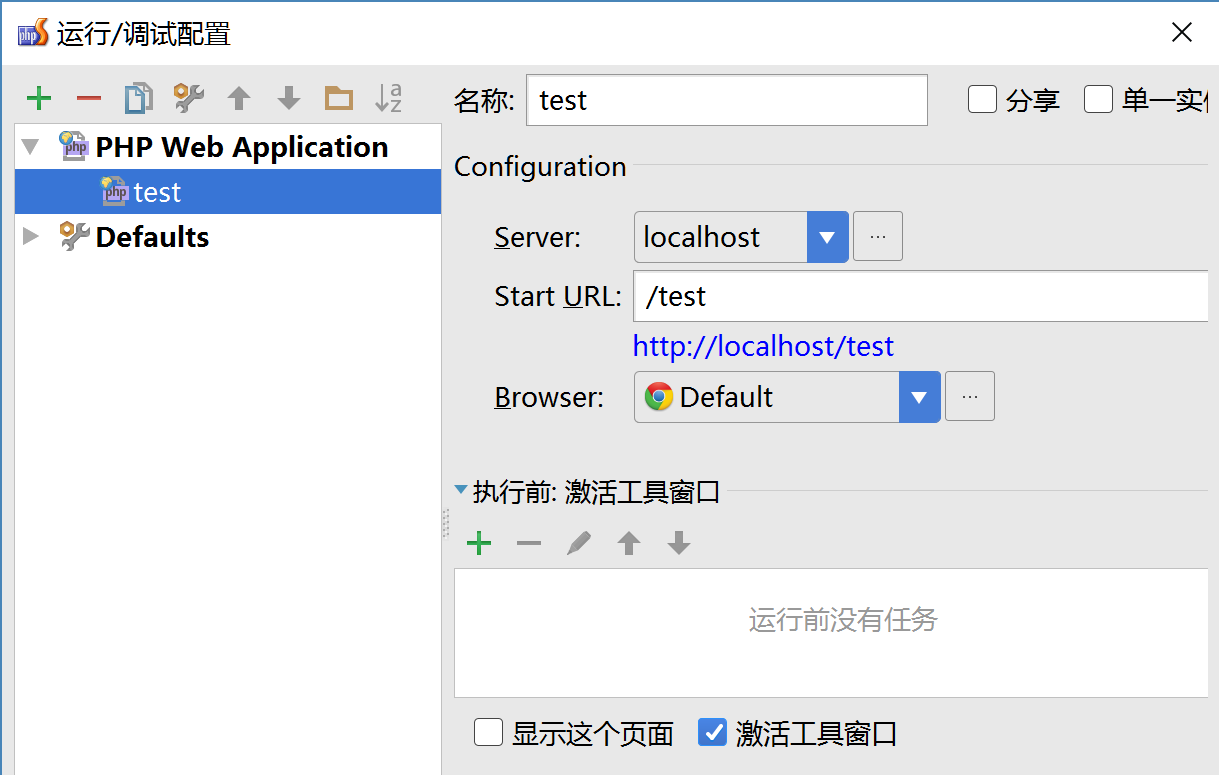 运行/调试配置
名称: test 分享 单一实
PHP Web Application
test
Defaults
Configuration
Server: localhost
Start URL: /test
http://localhost/test
Browser: Default
执行前: 激活工具窗口
运行前没有任务
显示这个页面 激活工具窗口